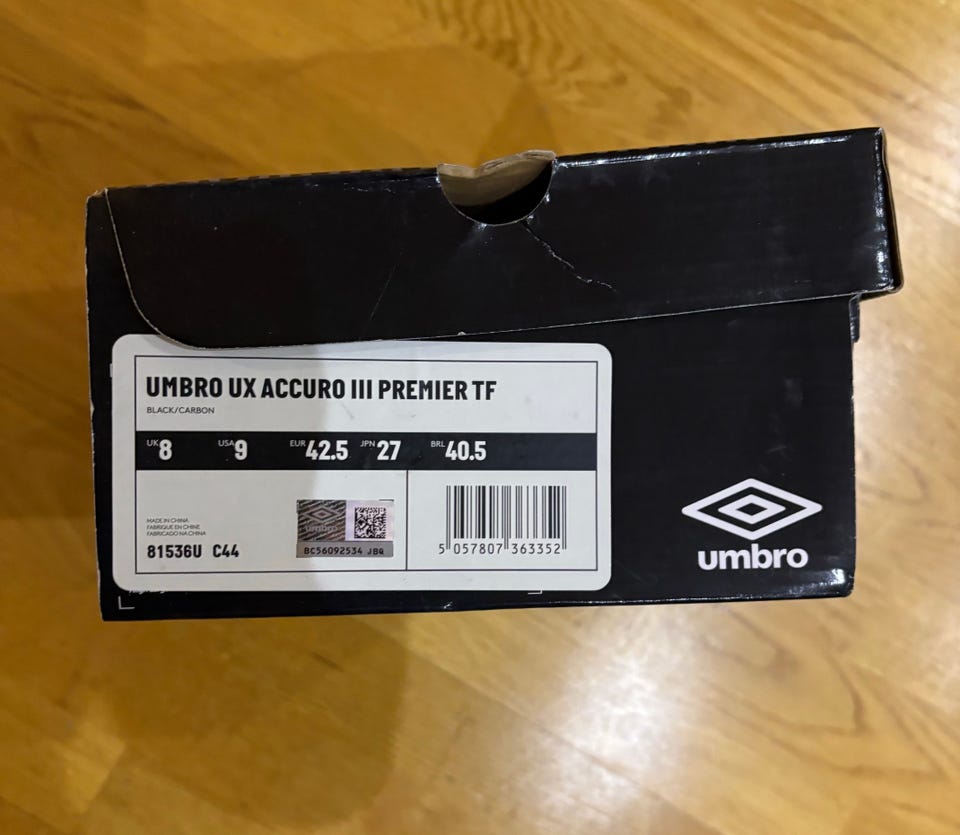 UMBRO UX ACCURO III PREMIER TF
BLACK/CARBON
UK 8 USA 9 EUR 42.5 JPN 27 BRL 40.5
MADE IN CHINA
FABRIQUE EN CHINE
FABRICADO NA CHINA
81536U C44
umbro
BC56092534 JBQ
5 057807 363352
umbro